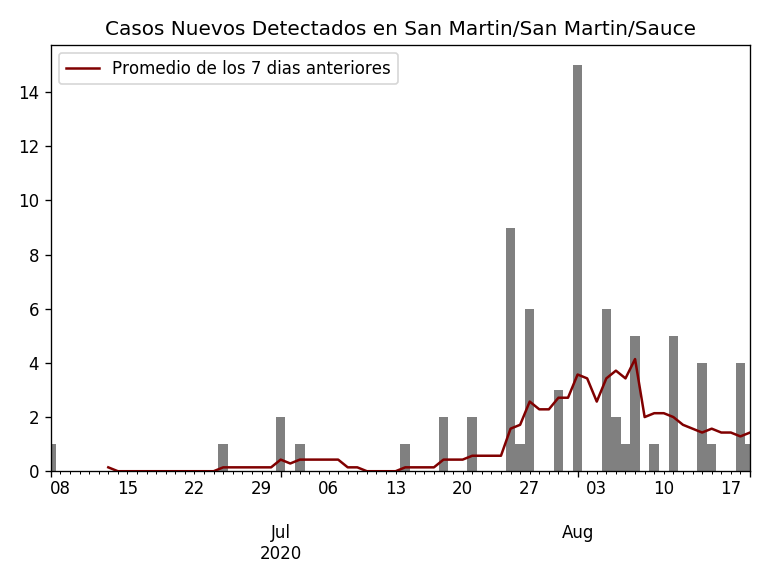 Casos Nuevos Detectados en San Martin/San Martin/Sauce
Promedio de los 7 dias anteriores
14
12
10
8
6
4
2
0
08 15 22 29 06 13 20 27 03 10 17
Jul Aug
2020